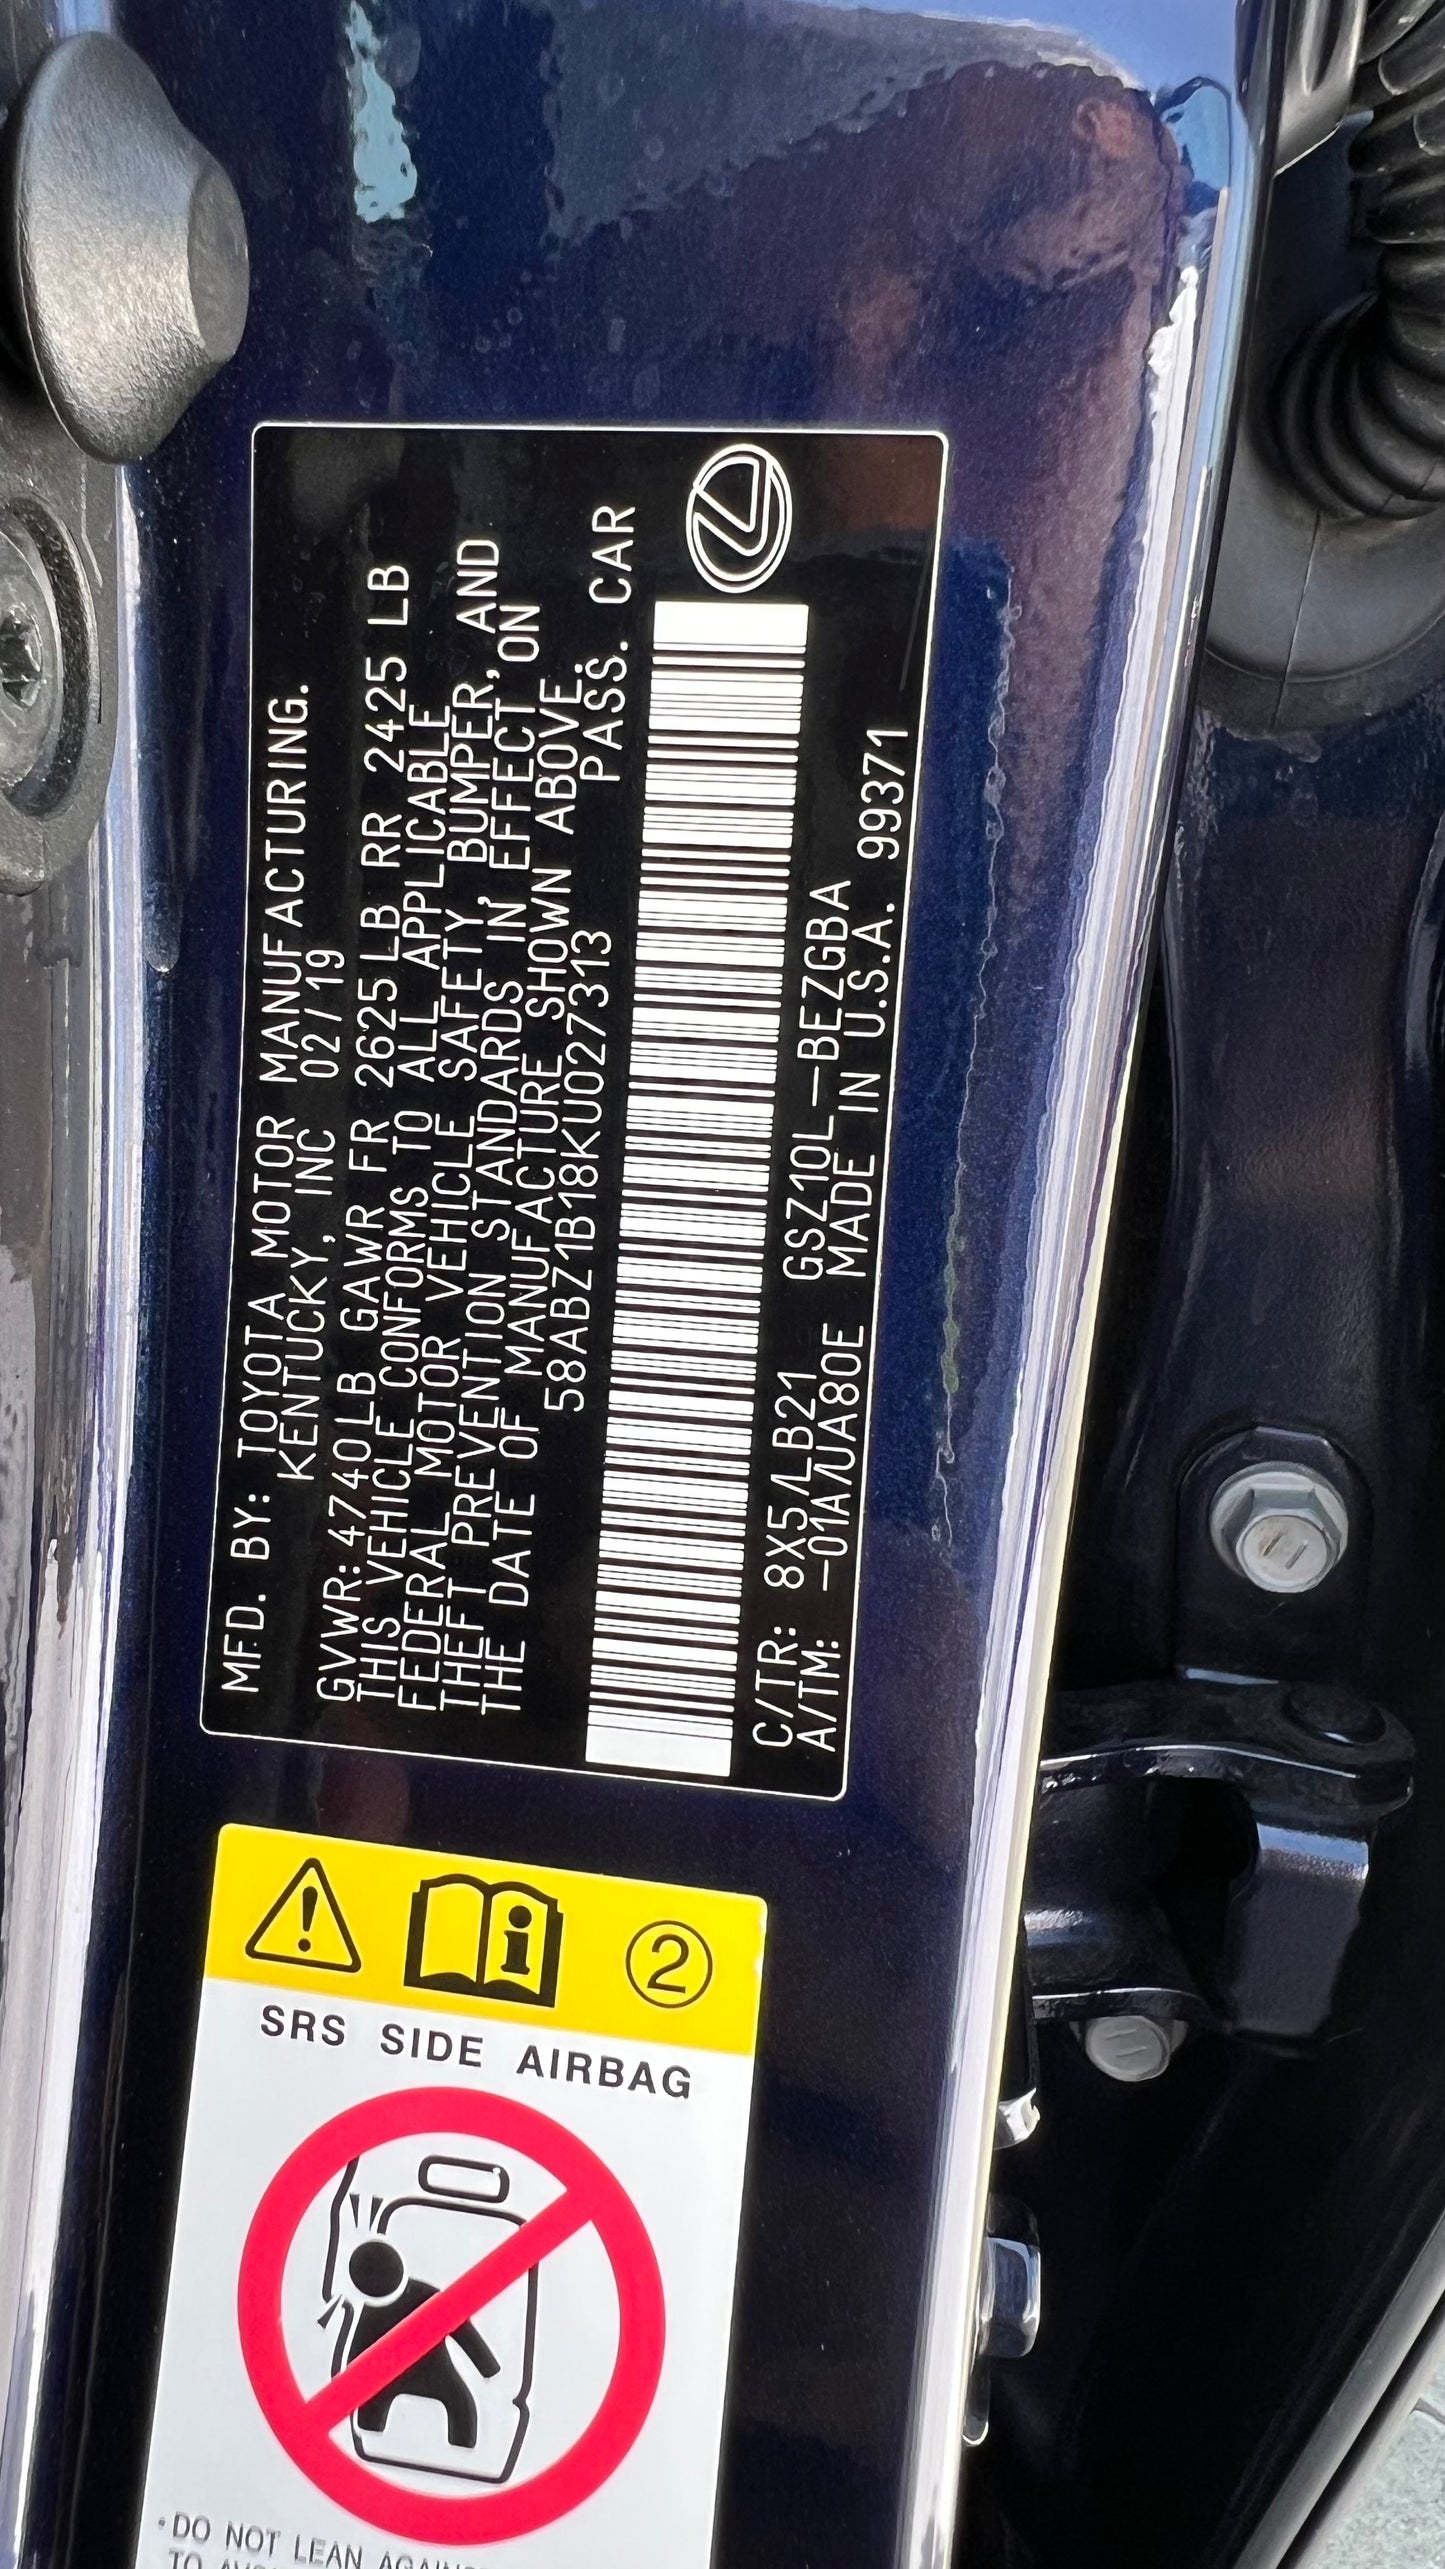 MFD. BY: TOYOTA MOTOR MANUFACTURING.
KENTUCKY, INC 02/19
GVWR: 4740LB GAWR FR 2625LB RR 2425 LB
THIS VEHICLE CONFORMS TO ALL APPLICABLE
FEDERAL MOTOR VEHICLE SAFETY, BUMPER, AND
THEFT PREVENTION STANDARDS IN EFFECT ON
THE DATE OF MANUFACTURE SHOWN ABOVE.
58ABZ1B18KU027313 PASS. CAR
C/TR: 8X5/LB21 GSZ10L-BEZGBA
A/TM: -01A/UA80E MADE IN U.S.A. 99371
2
SRS SIDE AIRBAG
•DO NOT LEAN